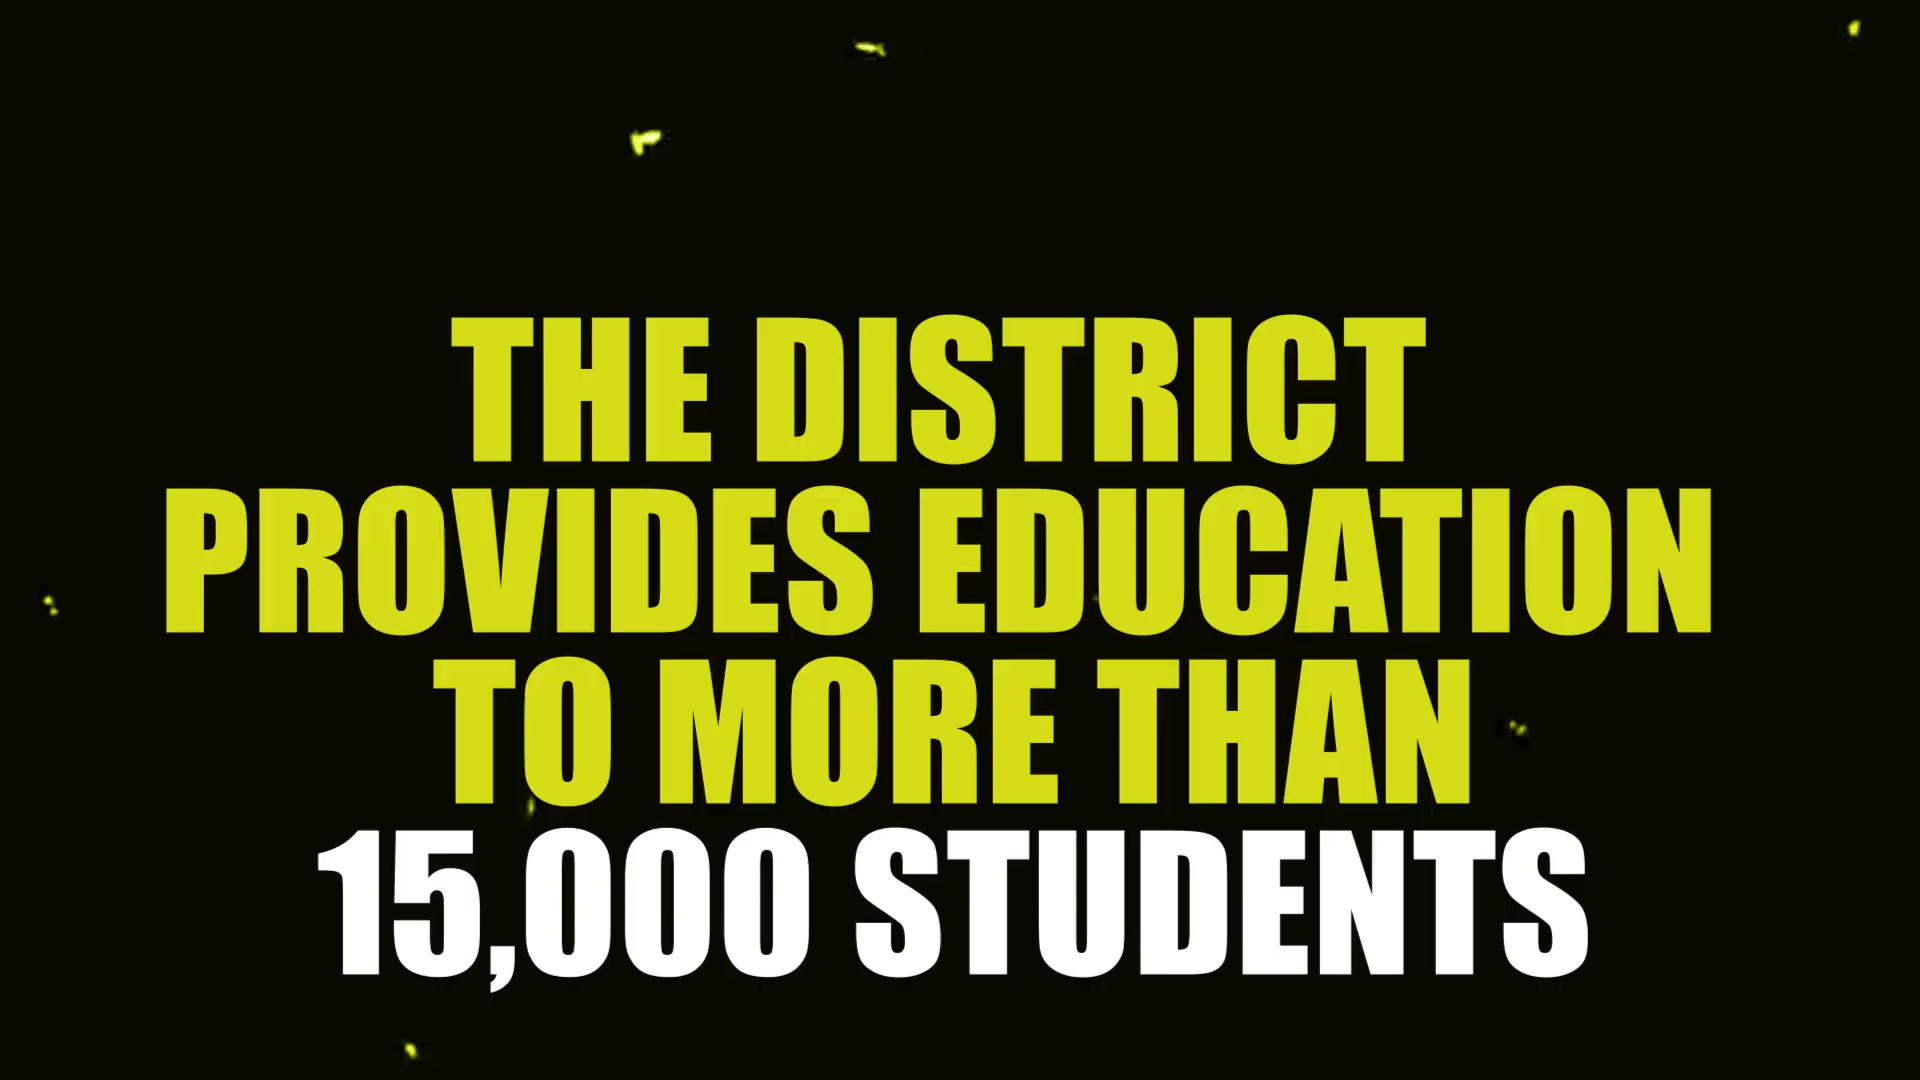 THE DISTRICT
PROVIDES EDUCATION
TO MORE THAN
15,000 STUDENTS